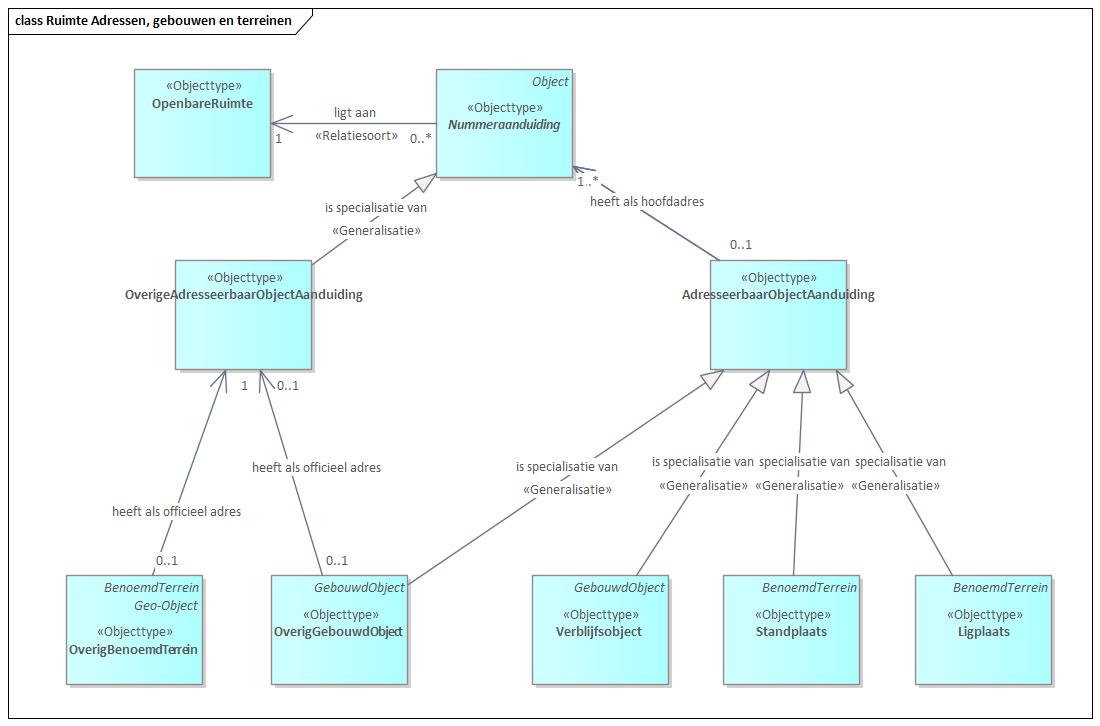 class Ruimte Adressen, gebouwen en terreinen
«Objecttype»
OpenbareRuimte
ligt aan
«Relatiesoort»
1
0..*
Object
«Objecttype»
Nummeraanduiding
1..*
heeft als hoofdadres
0..1
is specialisatie van
«Generalisatie»
«Objecttype»
OverigeAdresseerbaarObjectAanduiding
«Objecttype»
AdresseerbaarObjectAanduiding
1
0..1
heeft als officieel adres
heeft als officieel adres
0..1
0..1
is specialisatie van
«Generalisatie»
is specialisatie van
«Generalisatie»
specialisatie van
«Generalisatie»
specialisatie van
«Generalisatie»
BenoemdTerrein
Geo-Object
«Objecttype»
OverigBenoemdTerrein
GebouwdObject
«Objecttype»
OverigGebouwdObject
GebouwdObject
«Objecttype»
Verblijfsobject
BenoemdTerrein
«Objecttype»
Standplaats
BenoemdTerrein
«Objecttype»
Ligplaats